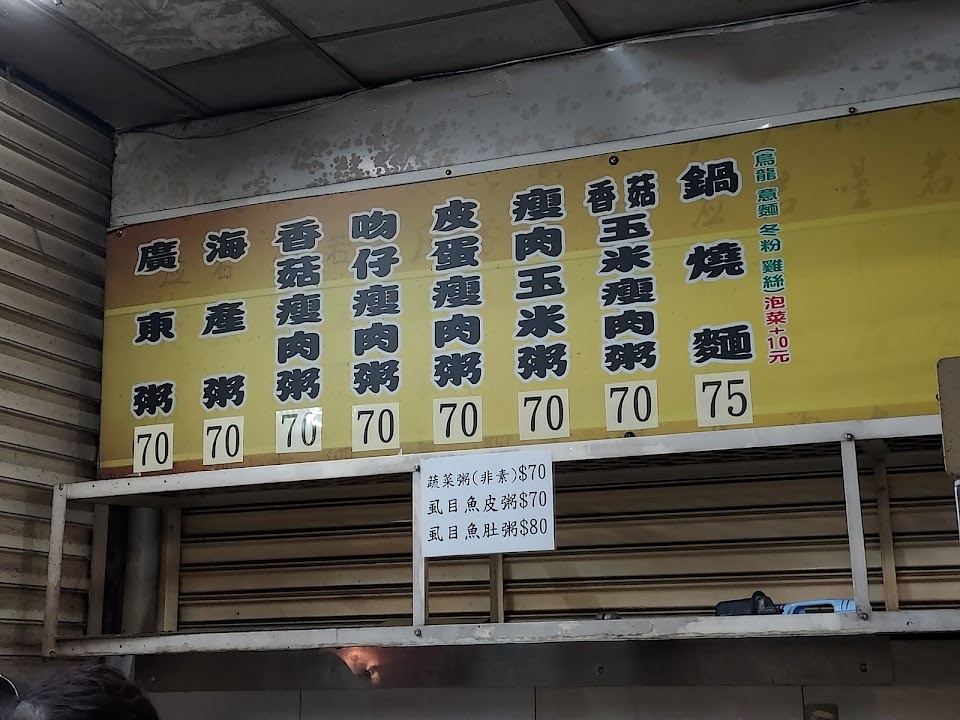 鍋燒麵
75
(烏龍 意麵 冬粉 雞絲)泡菜+10元
香菇玉米瘦肉粥
70
瘦肉玉米粥
70
皮蛋瘦肉粥
70
吻仔瘦肉粥
70
香菇瘦肉粥
70
海產粥
70
廣東粥
70
蔬菜粥(非素)$70
虱目魚皮粥$70
虱目魚肚粥$80